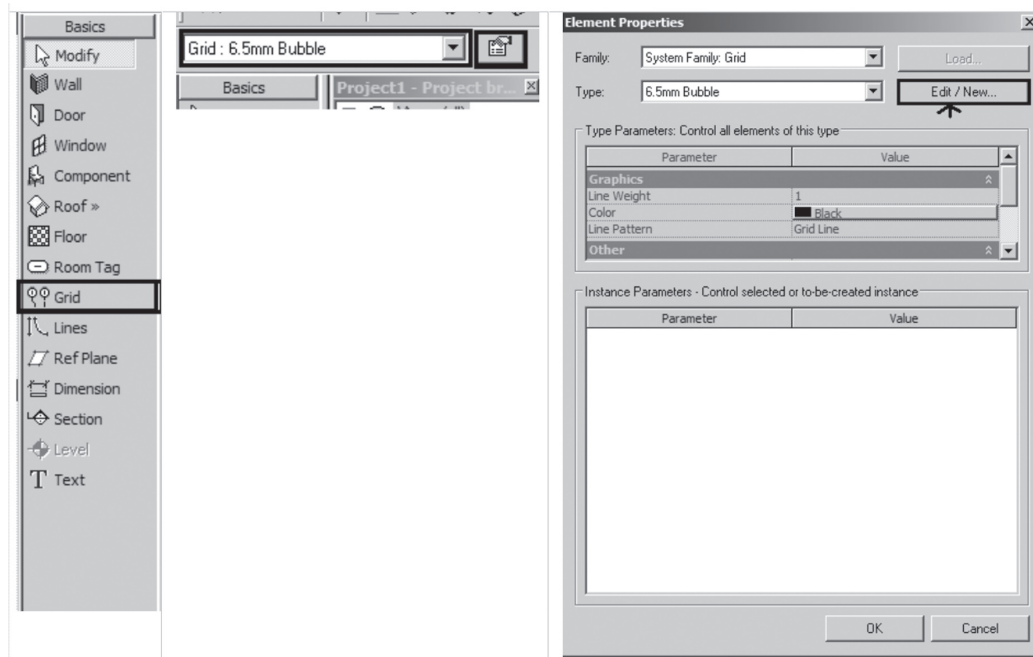 Basics
Modify
Wall
Door
Window
Component
Roof »
Floor
Room Tag
Grid
Lines
Ref Plane
Dimension
Section
Level
Text
Grid : 6.5mm Bubble
Basics
Project1 - Project br...
Element Properties
Family: System Family: Grid Load...
Type: 6.5mm Bubble Edit / New...
Type Parameters: Control all elements of this type
Parameter Value
Graphics
Line Weight 1
Color Black
Line Pattern Grid Line
Other
Instance Parameters - Control selected or to-be-created instance
Parameter Value
OK Cancel